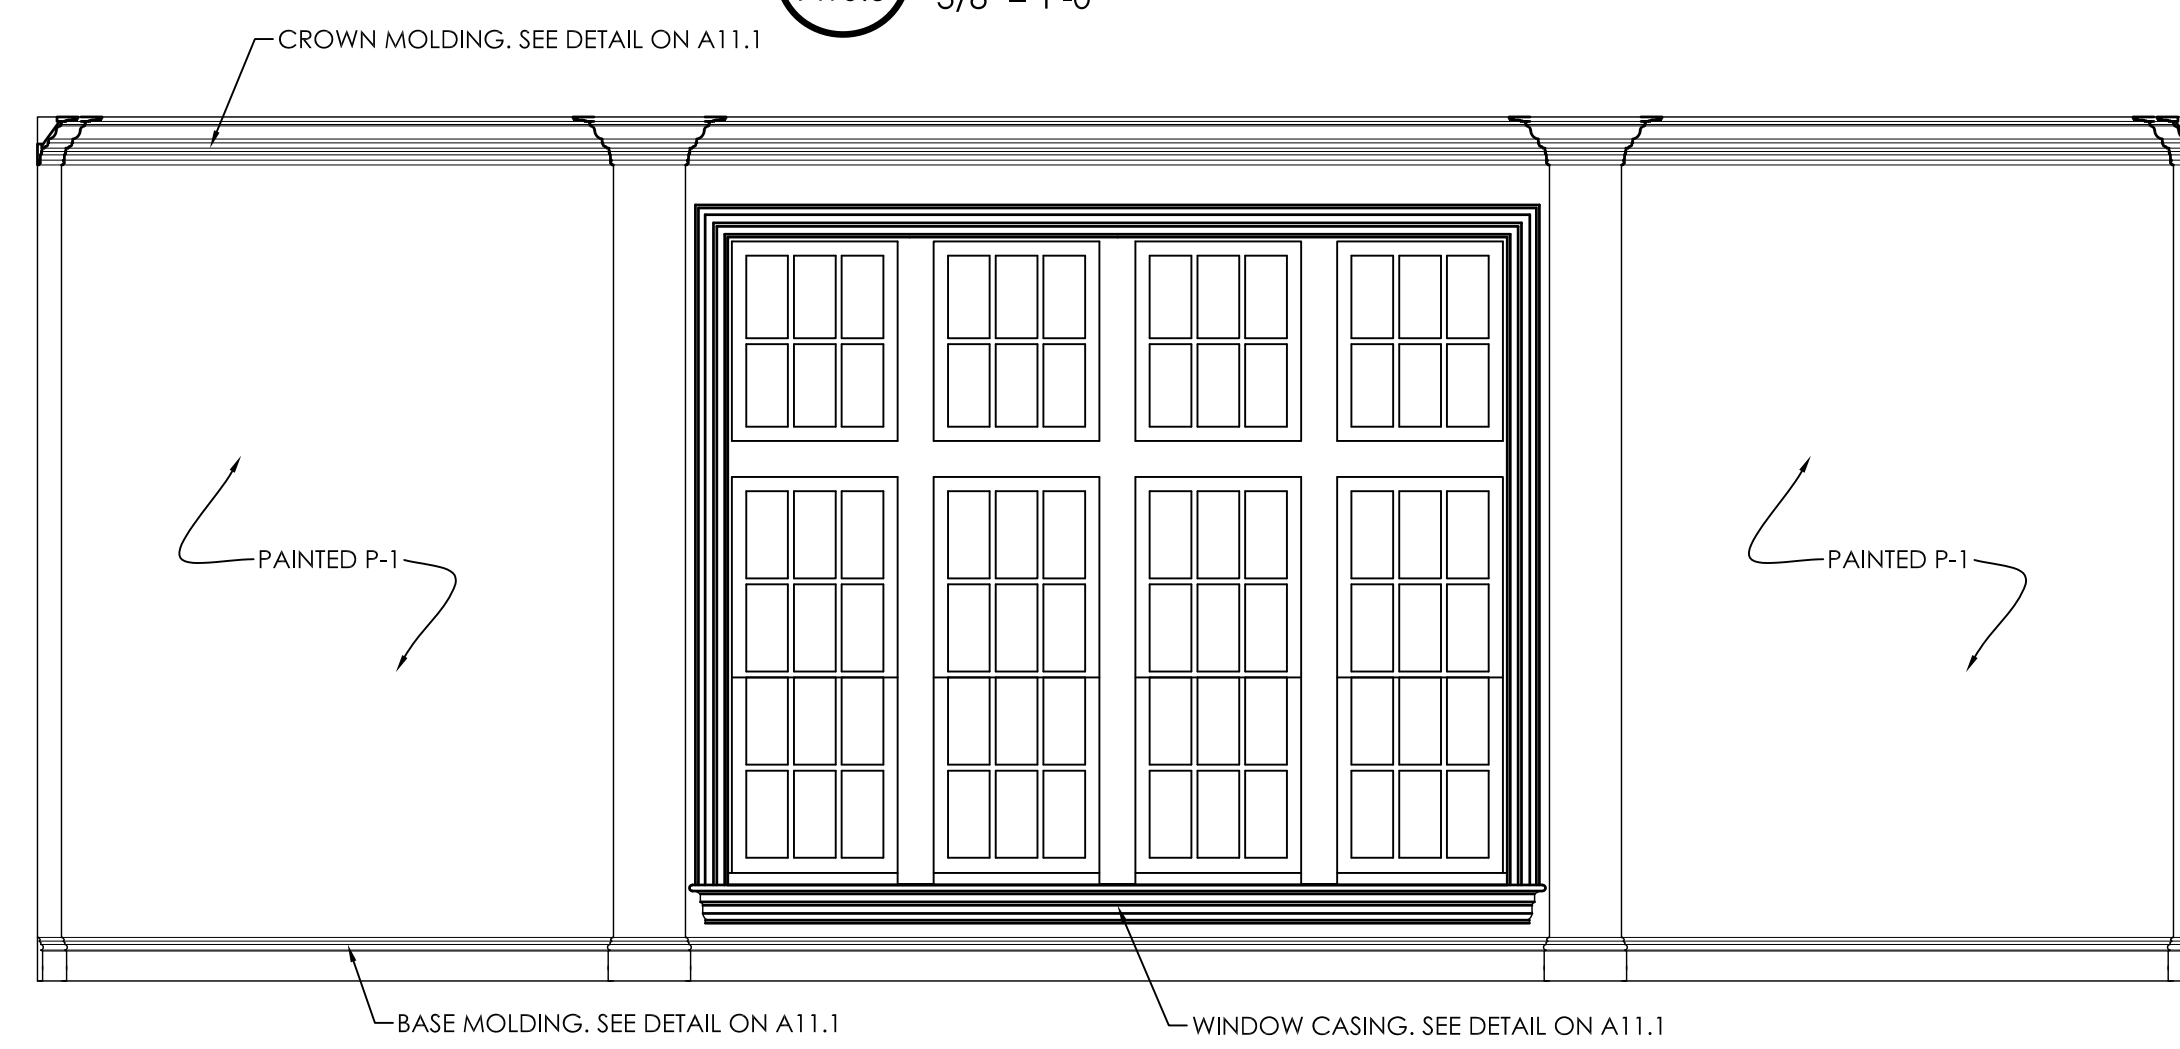 CROWN MOLDING. SEE DETAIL ON A11.1
PAINTED P-1
PAINTED P-1
BASE MOLDING. SEE DETAIL ON A11.1
WINDOW CASING. SEE DETAIL ON A11.1